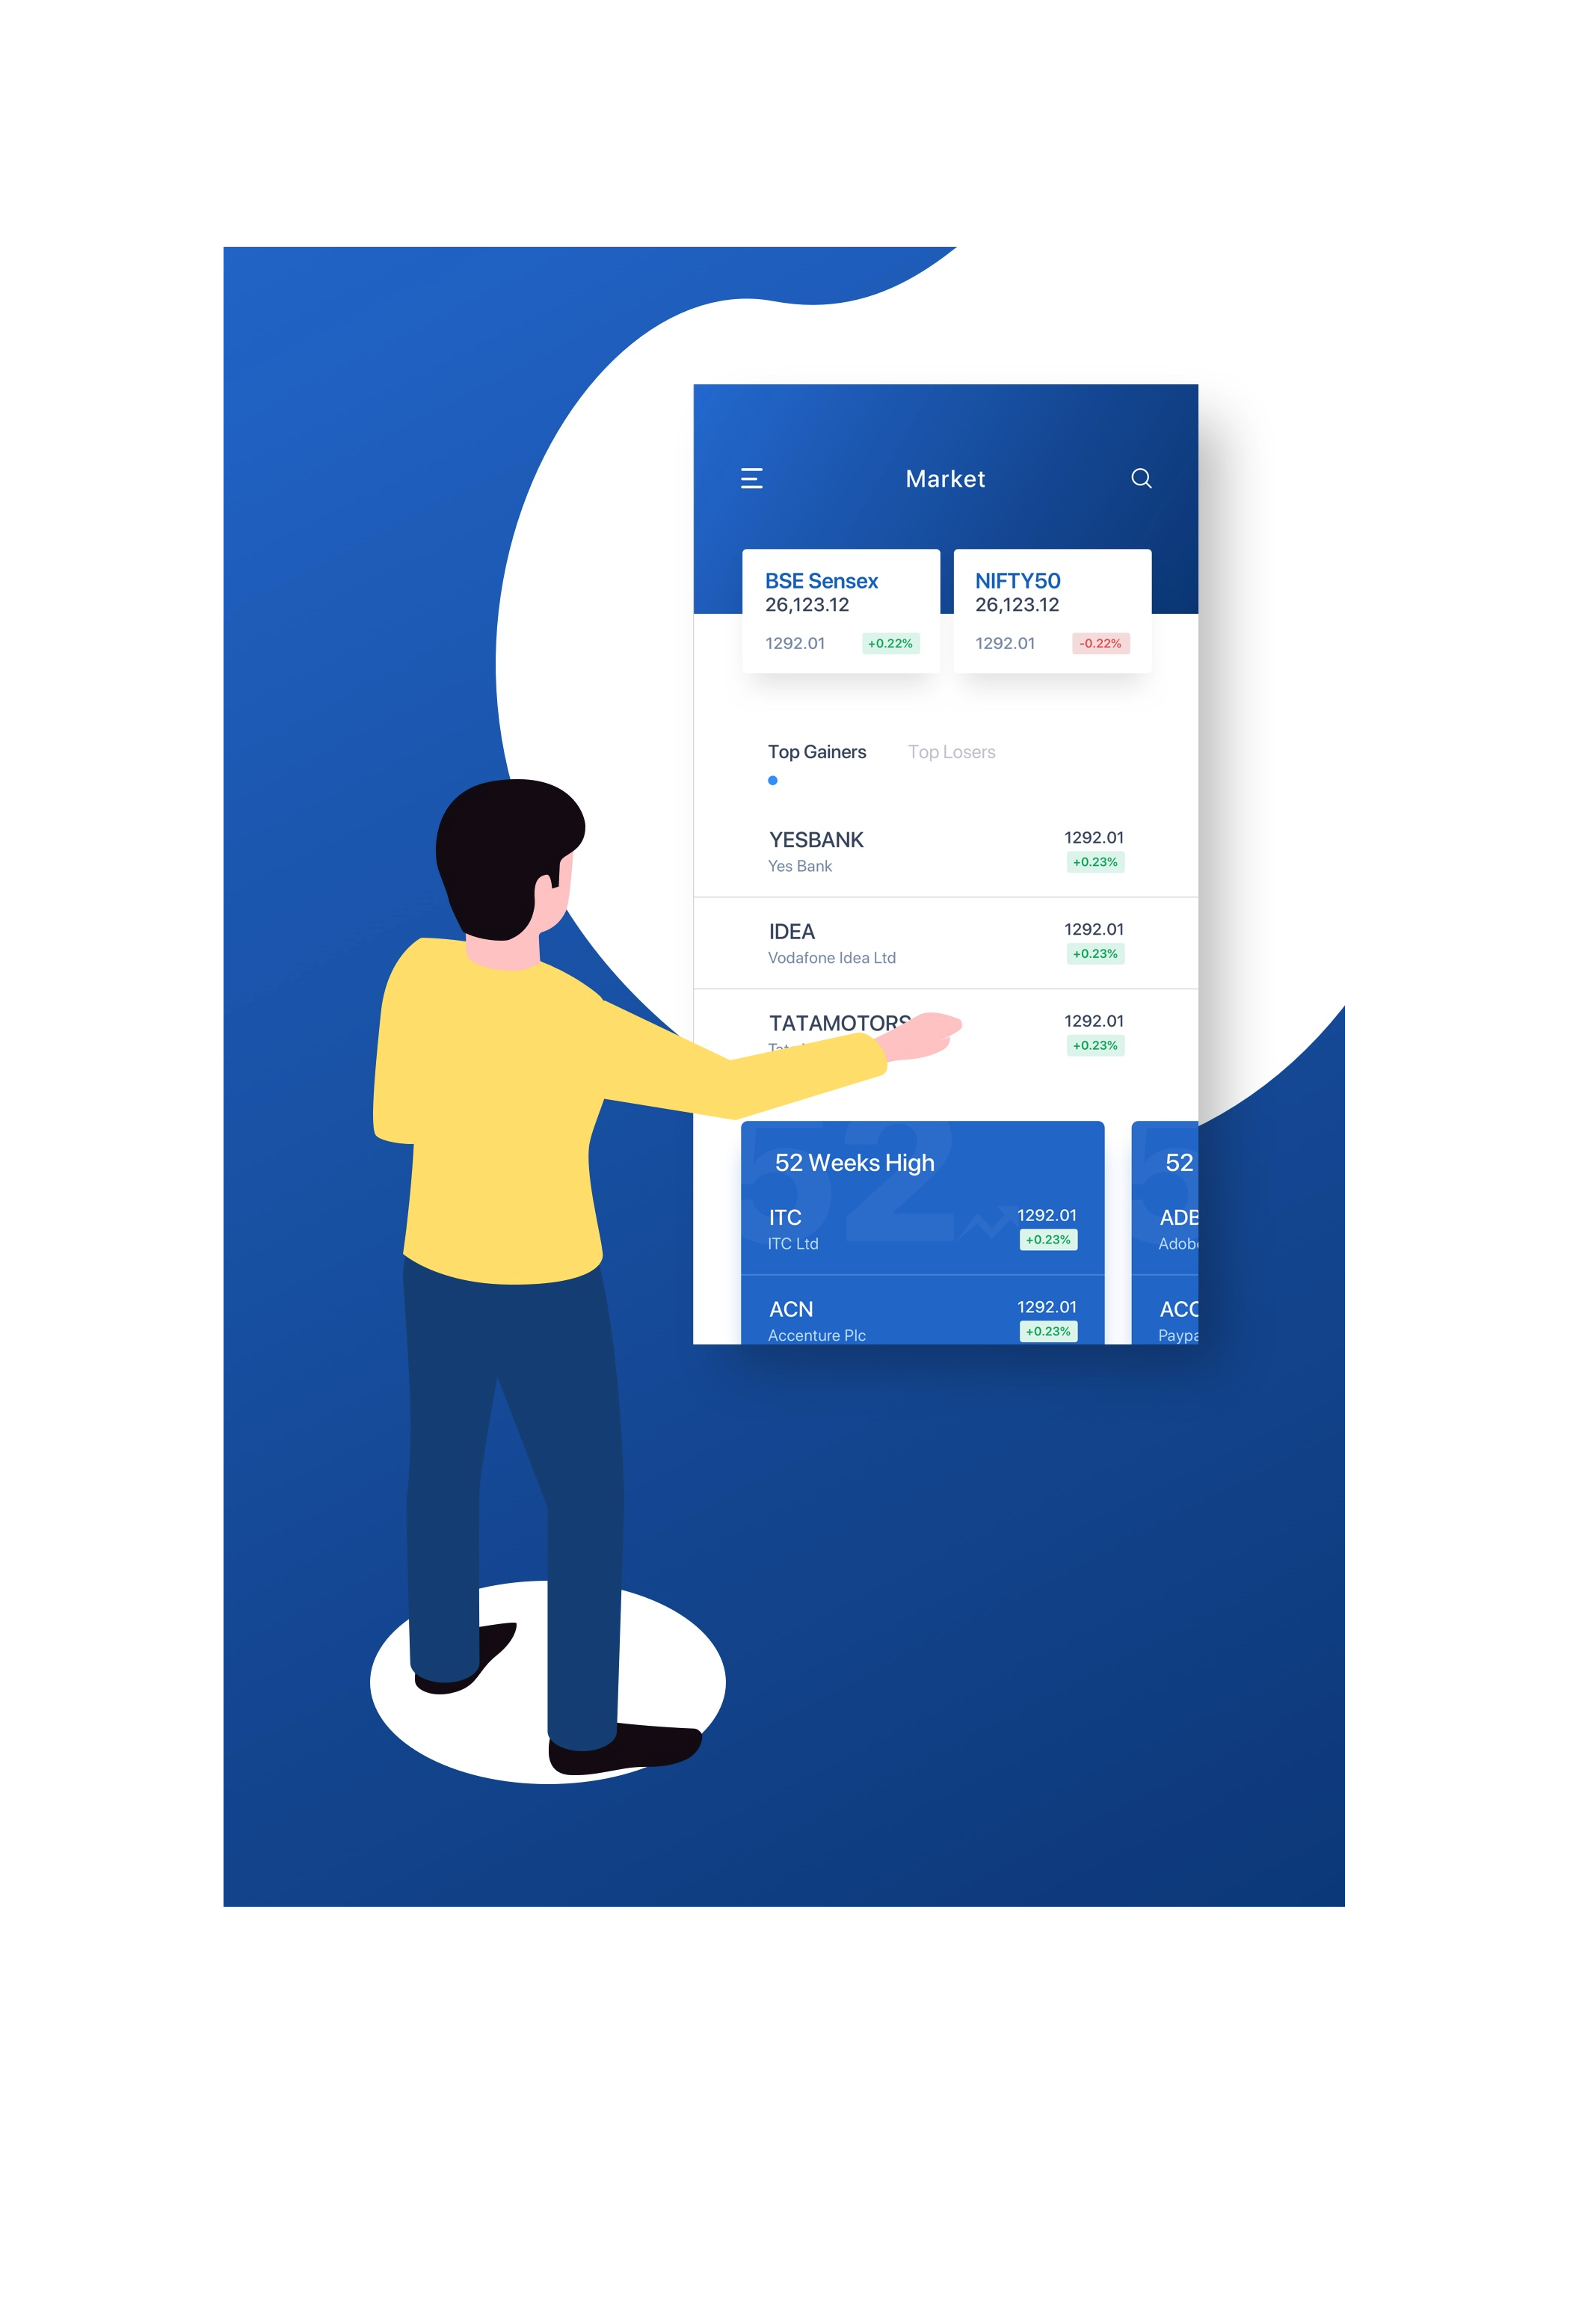 Market
BSE Sensex
26,123.12
1292.01 +0.22%
NIFTY50
26,123.12
1292.01 -0.22%
Top Gainers Top Losers
YESBANK 1292.01
Yes Bank +0.23%
IDEA 1292.01
Vodafone Idea Ltd +0.23%
TATAMOTORS 1292.01
+0.23%
52
52 Weeks High
ITC 1292.01
ITC Ltd +0.23%
ACN 1292.01
Accenture Plc +0.23%
5
52
ADB
Adob
ACC
Paypa